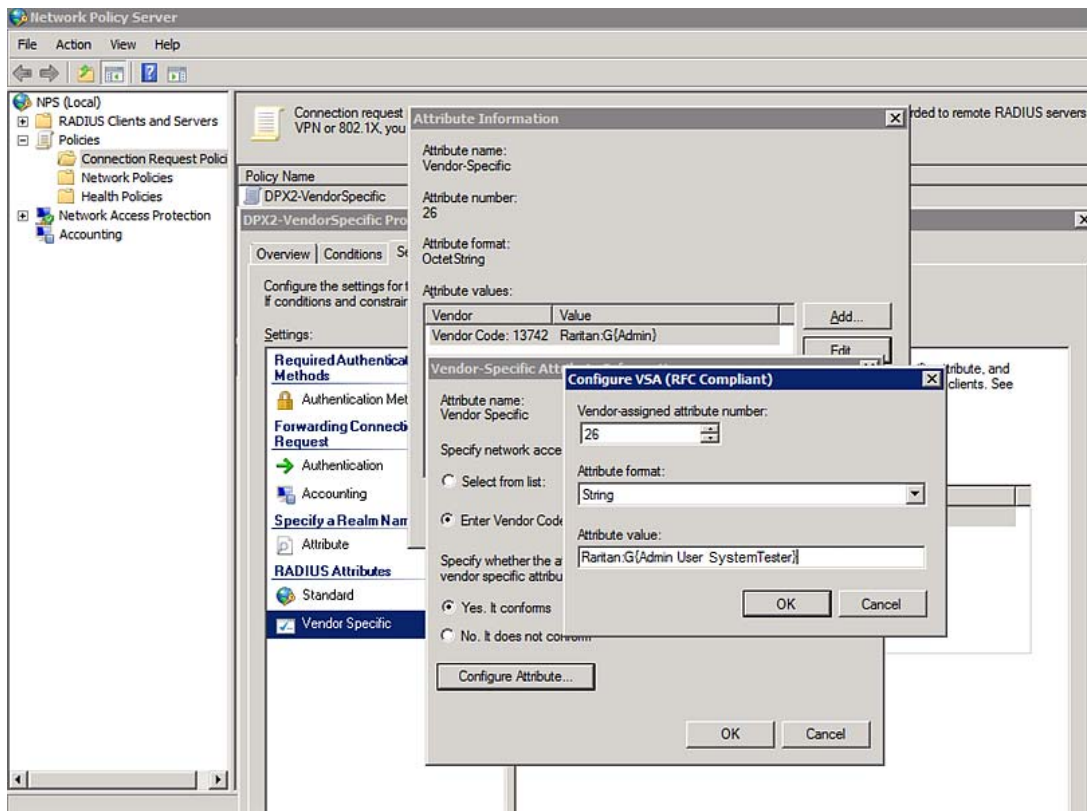 Network Policy Server
File Action View Help
NPS (Local)
RADIUS Clients and Servers
Policies
Connection Request Polici
Network Policies
Health Policies
Network Access Protection
Accounting
Connection request
VPN or 802.1X, you
rded to remote RADIUS servers
Policy Name
DPX2-VendorSpecific
DPX2-VendorSpecific Pro
Overview Conditions Se
Configure the settings for
If conditions and constrain
Settings:
Required Authenticat
Methods
Authentication Met
Forwarding Connecti
Request
Authentication
Accounting
Specify a Realm Nam
Attribute
RADIUS Attributes
Standard
Vendor Specific
Attribute Information
Attribute name:
Vendor-Specific
Attribute number:
26
Attribute format:
OctetString
Attribute values:
Vendor Value
Vendor Code: 13742 Raritan:G{Admin}
Add...
Edit
tribute, and
clients. See
Vendor-Specific Att
Attribute name:
Vendor Specific
Specify network acce
Select from list:
Enter Vendor Code
Specify whether the a
vendor specific attribu
Yes. It conforms
No. It does not conform
Configure Attribute...
OK Cancel
Configure VSA (RFC Compliant)
Vendor-assigned attribute number:
26
Attribute format:
String
Attribute value:
Raritan:G{Admin User SystemTester}
OK Cancel